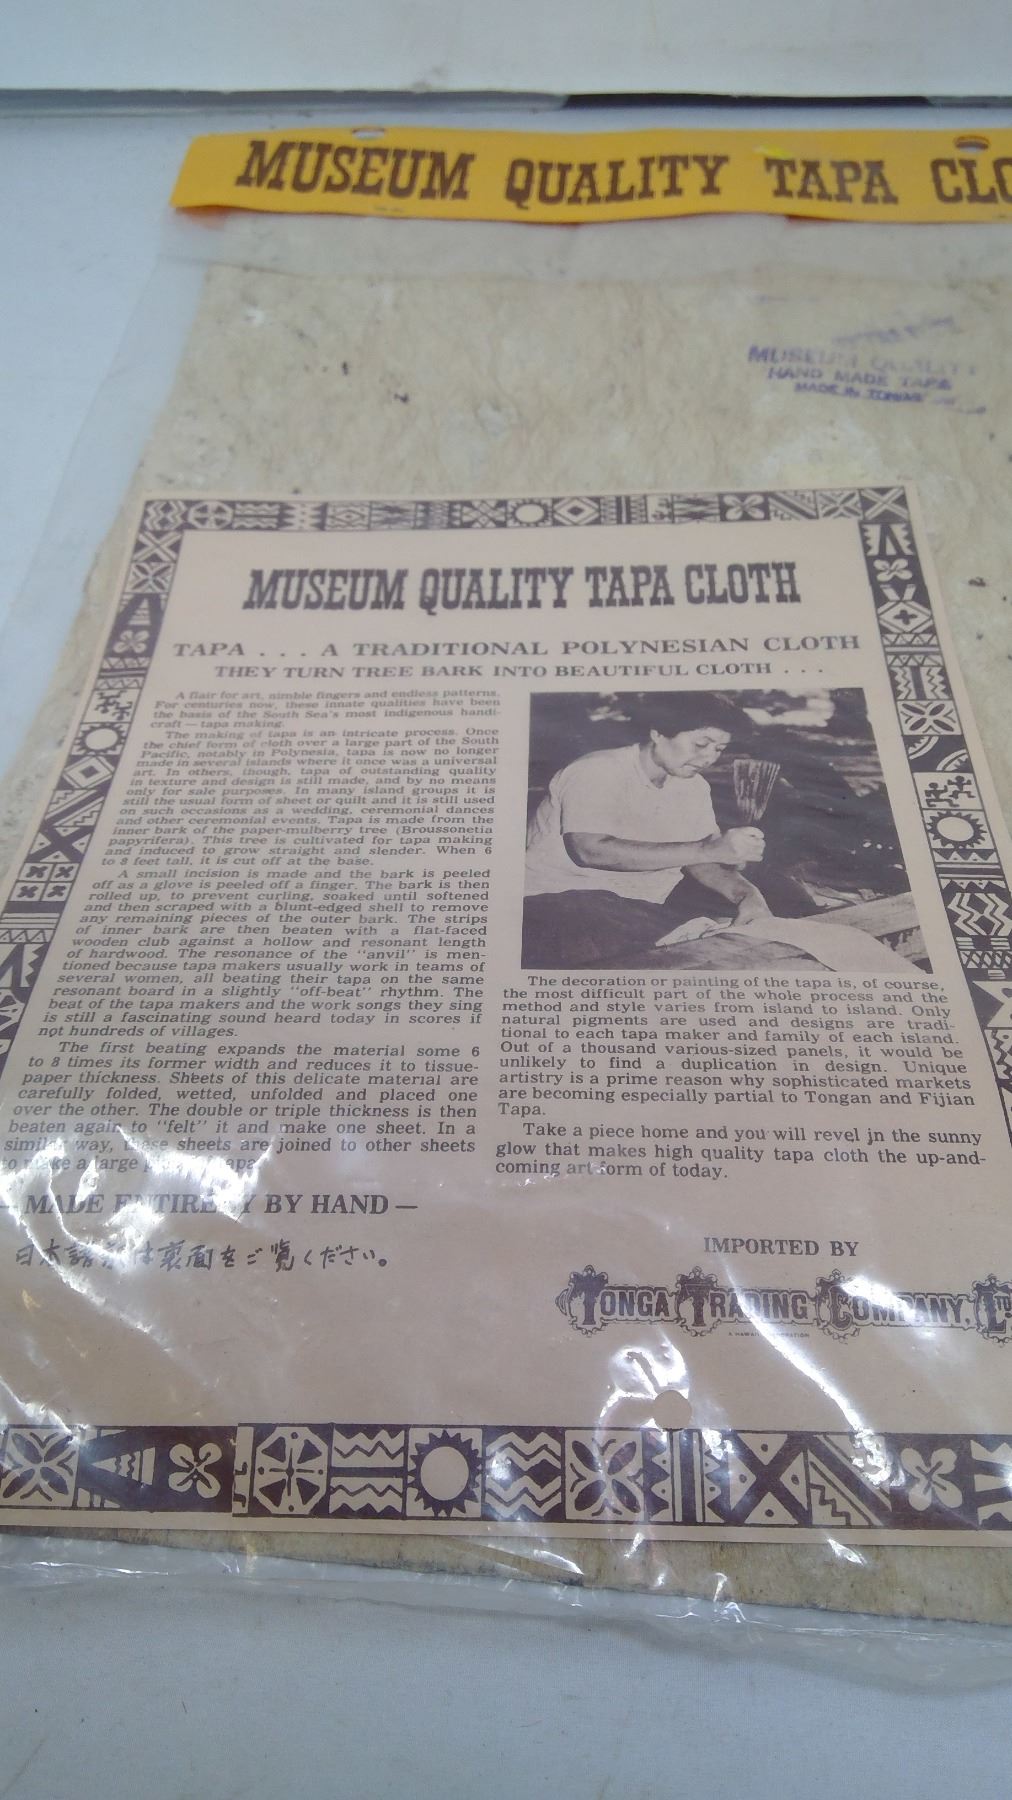 MUSEUM QUALITY TAPA CLO
MUSEUM QUALITY
HAND MADE TAPA
MADE IN
MUSEUM QUALITY TAPA CLOTH
TAPA . . . A TRADITIONAL POLYNESIAN CLOTH
THEY TURN TREE BARK INTO BEAUTIFUL CLOTH . . .
A flair for art, nimble fingers and endless patterns.
For centuries now, these innate qualities have been
the basis of the South Sea's most indigenous handi-
craft — tapa making.
The making of tapa is an intricate process. Once
the chief form of cloth over a large part of the South
Pacific, notably in Polynesia, tapa is now no longer
made in several islands where it once was a universal
art. In others, though, tapa of outstanding quality
in texture and design is still made, and by no means
only for sale purposes. In many island groups it is
still the usual form of sheet or quilt and it is still used
on such occasions as a wedding, ceremonial dances
and other ceremonial events. Tapa is made from the
inner bark of the paper-mulberry tree (Broussonetia
papyrifera). This tree is cultivated for tapa making
and induced to grow straight and slender. When 6
to 8 feet tall, it is cut off at the base.
A small incision is made and the bark is peeled
off as a glove is peeled off a finger. The bark is then
rolled up, to prevent curling, soaked until softened
and then scraped with a blunt-edged shell to remove
any remaining pieces of the outer bark. The strips
of inner bark are then beaten with a flat-faced
wooden club against a hollow and resonant length
of hardwood. The resonance of the "anvil" is men-
tioned because tapa makers usually work in teams of
several women, all beating their tapa on the same
resonant board in a slightly "off-beat" rhythm. The
beat of the tapa makers and the work songs they sing
is still a fascinating sound heard today in scores if
not hundreds of villages.
The first beating expands the material some 6
to 8 times its former width and reduces it to tissue-
paper thickness. Sheets of this delicate material are
carefully folded, wetted, unfolded and placed one
over the other. The double or triple thickness is then
beaten again to "felt" it and make one sheet. In a
similar way, these sheets are joined to other sheets
to make a large
The decoration or painting of the tapa is, of course,
the most difficult part of the whole process and the
method and style varies from island to island. Only
natural pigments are used and designs are tradi-
tional to each tapa maker and family of each island.
Out of a thousand various-sized panels, it would be
unlikely to find a duplication in design. Unique
artistry is a prime reason why sophisticated markets
are becoming especially partial to Tongan and Fijian
Tapa.
Take a piece home and you will revel in the sunny
glow that makes high quality tapa cloth the up-and-
coming art form of today.
— MADE ENTIRELY BY HAND —
日本語訳は裏面をご覧ください。
IMPORTED BY
TONGA TRADING COMPANY, LTD